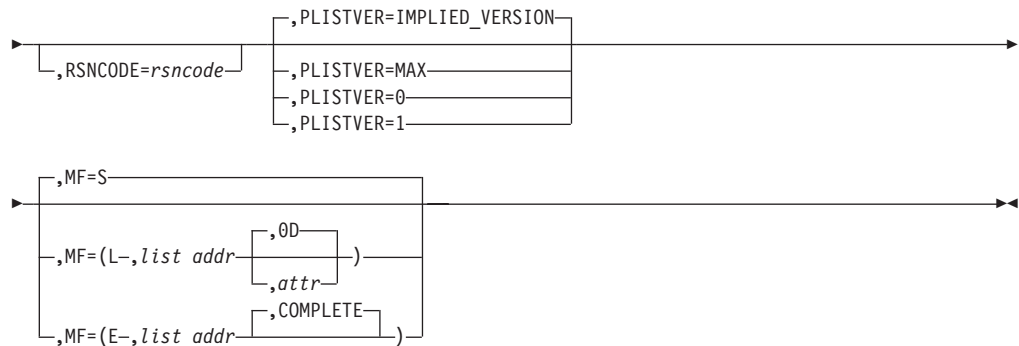 ,PLISTVER=IMPLIED_VERSION
,RSNCODE=rsncode
,PLISTVER=MAX
,PLISTVER=0
,PLISTVER=1
,MF=S
,0D
,MF=(L–,list addr )
,attr
,COMPLETE
,MF=(E–,list addr )